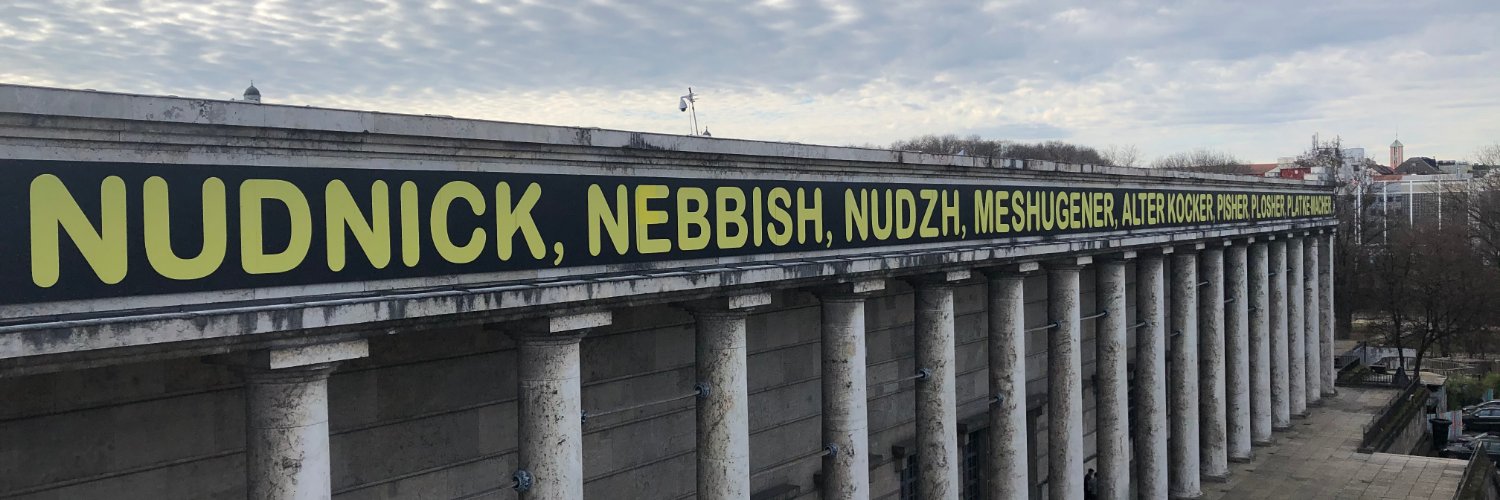 NUDNICK, NEBBISH, NUDZH, MESHUGENER, ALTER KOCKER, PISHER, PLOSHER, PLATKE-MACHER